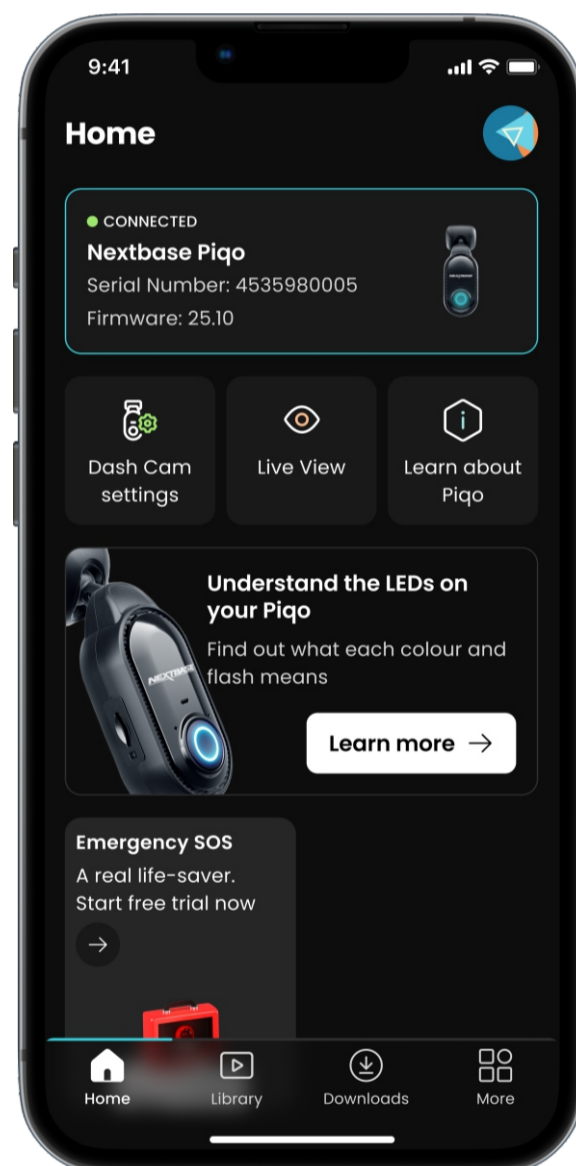 9:41
Home
CONNECTED
Nextbase Piqo
Serial Number: 4535980005
Firmware: 25.10
Dash Cam
settings
Live View
Learn about
Piqo
Understand the LEDs on
your Piqo
Find out what each colour and
flash means
NEXTBASE
Learn more
Emergency SOS
A real life-saver.
Start free trial now
Home
Library
Downloads
More